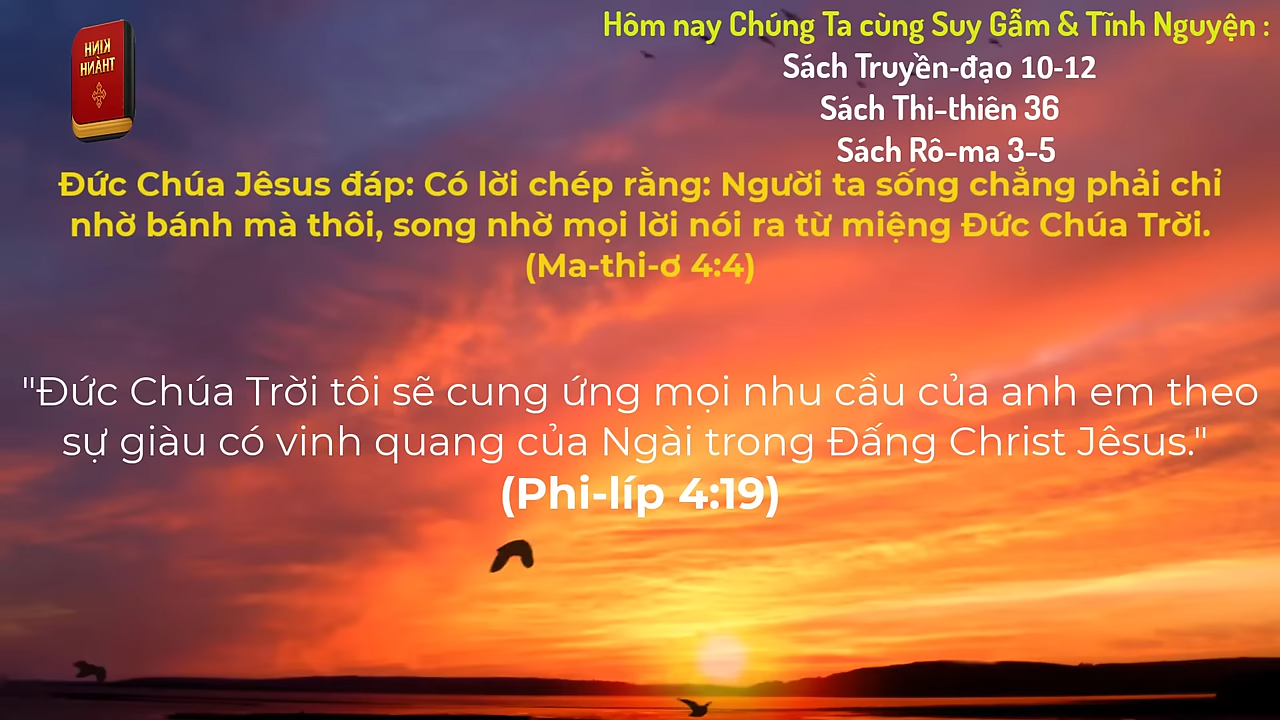 KINH
THÁNH
Hôm nay Chúng Ta cùng Suy Gẫm & Tĩnh Nguyện :
Sách Truyền-đạo 10-12
Sách Thi-thiên 36
Sách Rô-ma 3-5
Đức Chúa Jêsus đáp: Có lời chép rằng: Người ta sống chẳng phải chỉ
nhờ bánh mà thôi, song nhờ mọi lời nói ra từ miệng Đức Chúa Trời.
(Ma-thi-ơ 4:4)
"Đức Chúa Trời tôi sẽ cung ứng mọi nhu cầu của anh em theo
sự giàu có vinh quang của Ngài trong Đấng Christ Jêsus."
(Phi-líp 4:19)